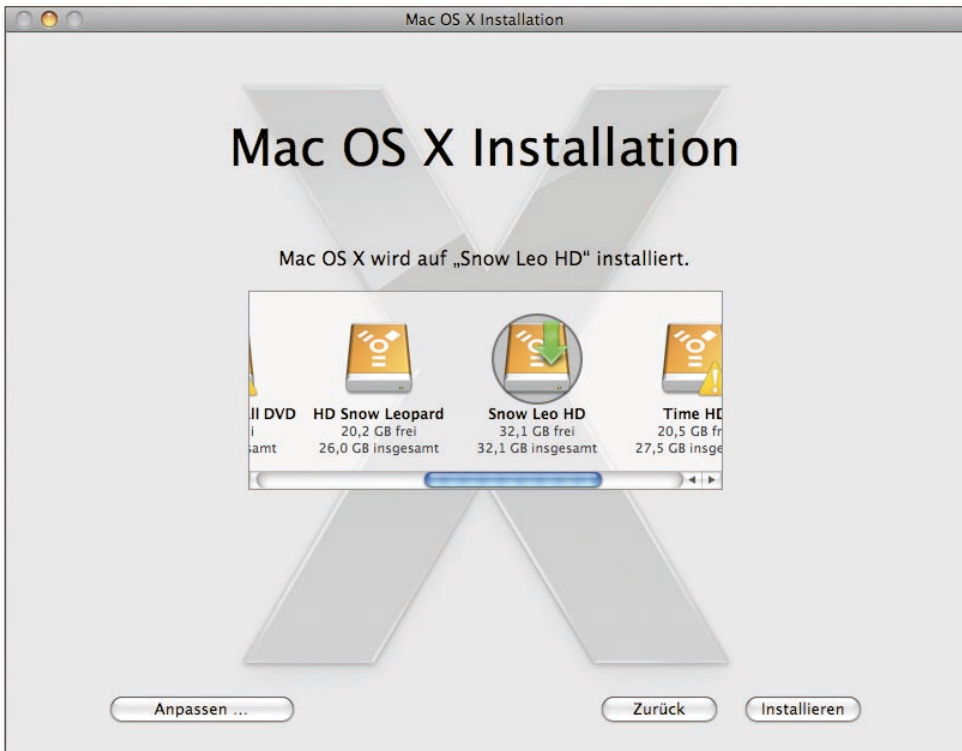 Mac OS X Installation
Mac OS X Installation
Mac OS X wird auf „Snow Leo HD“ installiert.
ll DVD HD Snow Leopard Snow Leo HD Time HD
i 20,2 GB frei 32,1 GB frei 20,5 GB fr
samt 26,0 GB insgesamt 32,1 GB insgesamt 27,5 GB insge
Anpassen ... Zurück Installieren